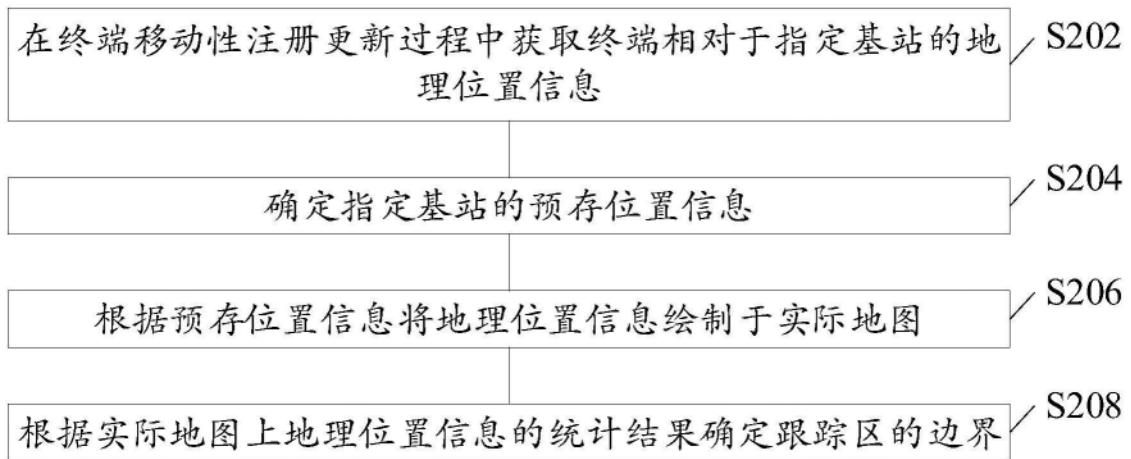 在终端移动性注册更新过程中获取终端相对于指定基站的地
理位置信息
S202
确定指定基站的预存位置信息
S204
根据预存位置信息将地理位置信息绘制于实际地图
S206
根据实际地图上地理位置信息的统计结果确定跟踪区的边界
S208